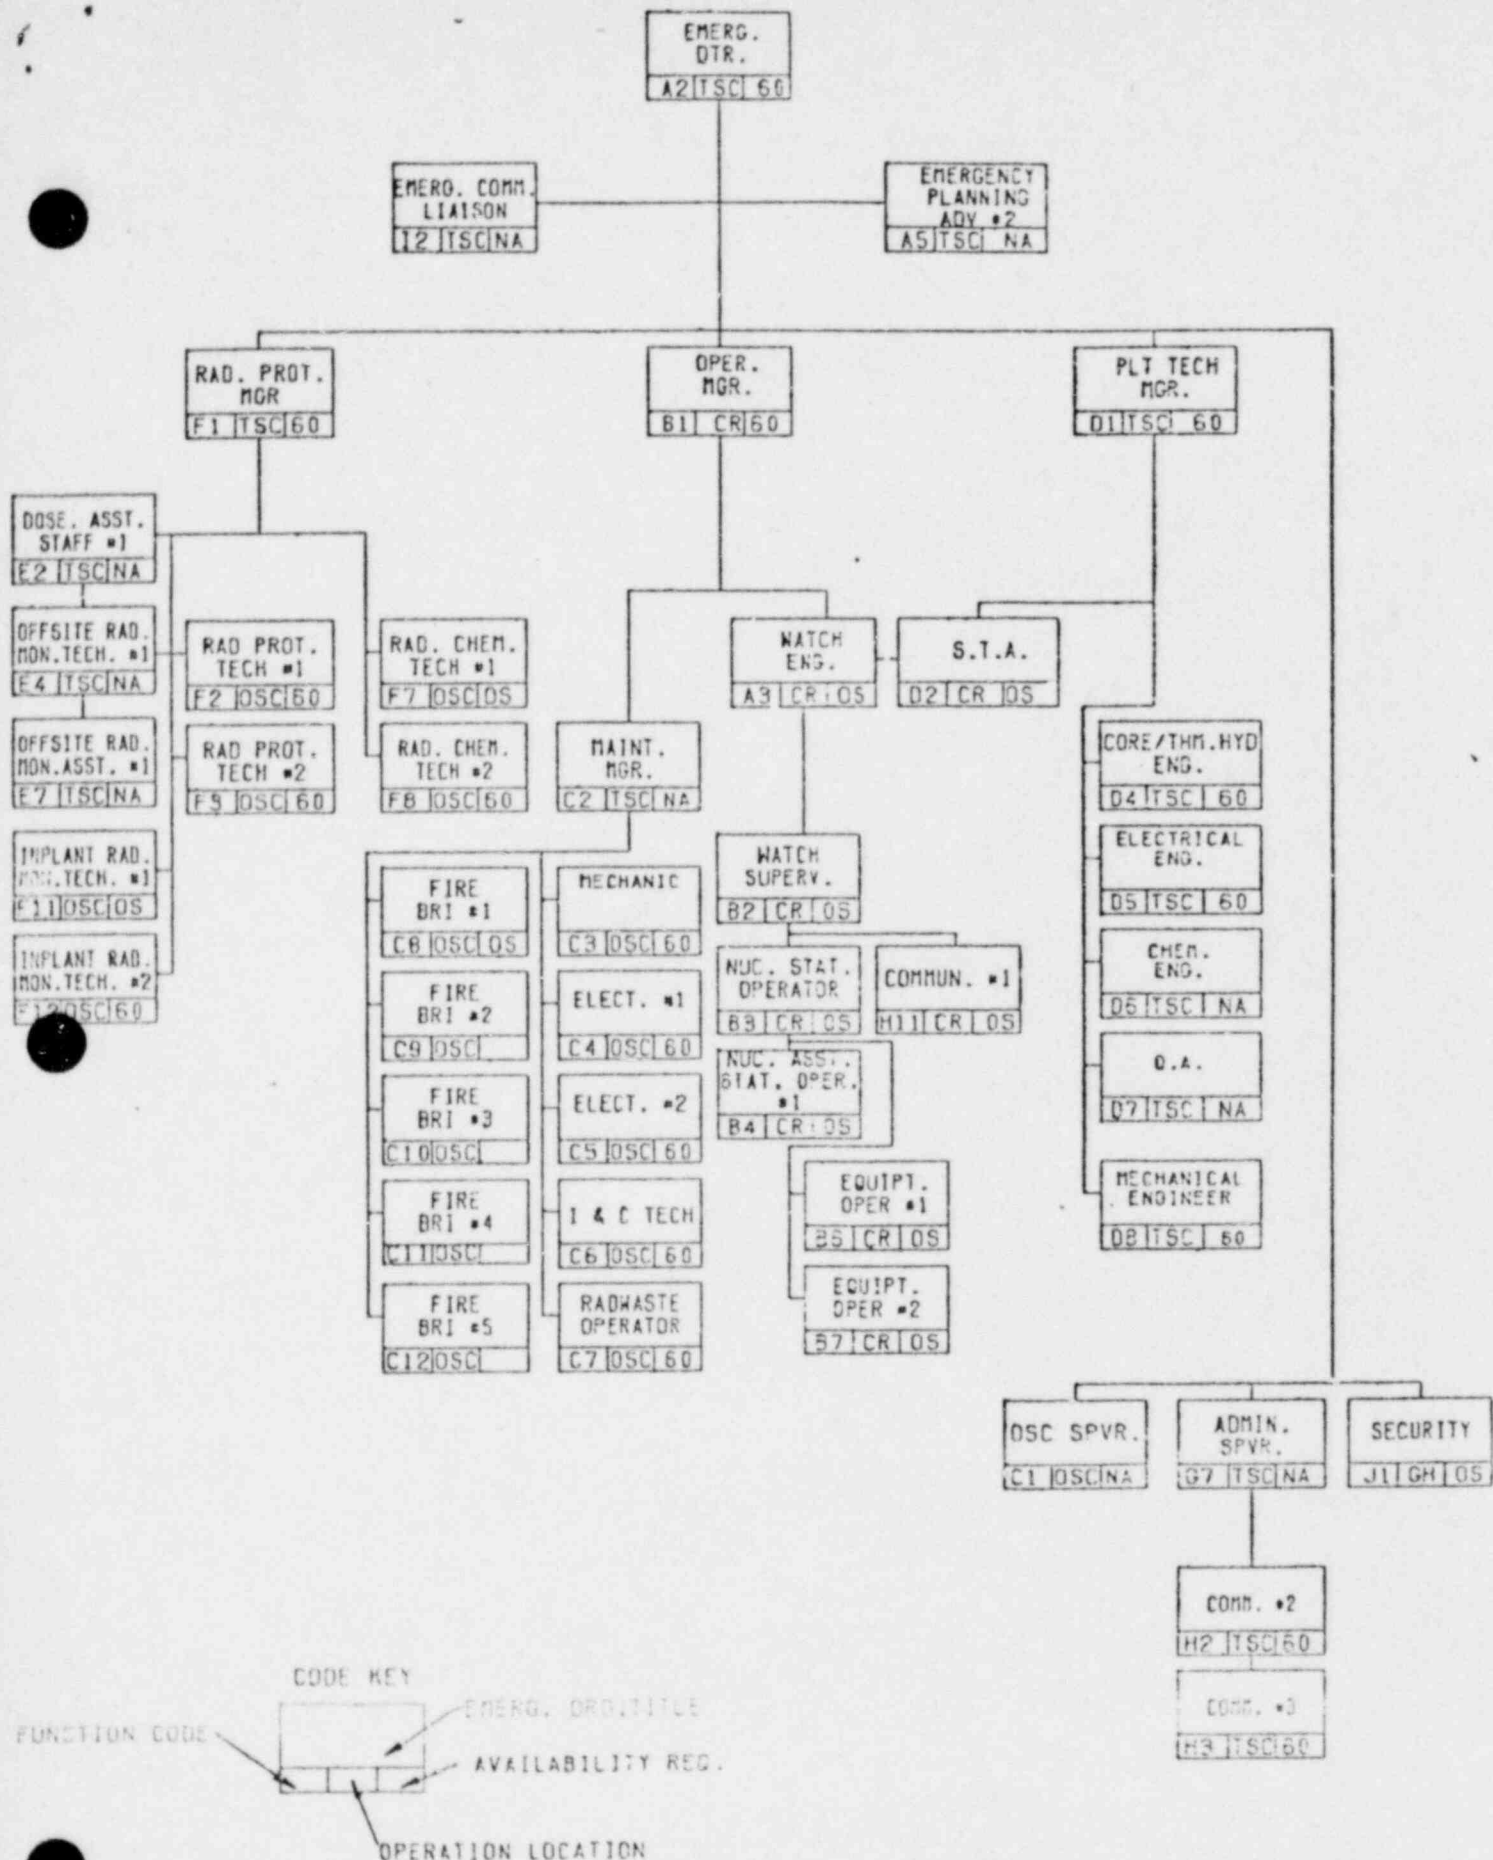 EMERG.
DTR.
A2 TSC 60
EMERG. COMM.
LIAISON
I2 TSC NA
EMERGENCY
PLANNING
ADV #2
A5 TSC NA
RAD. PROT.
MGR
F1 TSC 60
OPER.
MGR.
B1 CR 60
PLT TECH
MGR.
D1 TSC 60
DOSE. ASST.
STAFF #1
E2 TSC NA
OFFSITE RAD.
MON.TECH. #1
E4 TSC NA
OFFSITE RAD.
MON.ASST. #1
E7 TSC NA
INPLANT RAD.
MON.TECH. #1
F11 OSC OS
INPLANT RAD.
MON.TECH. #2
F12 OSC 60
RAD PROT.
TECH #1
F2 OSC 60
RAD PROT.
TECH #2
F9 OSC 60
RAD. CHEM.
TECH #1
F7 OSC OS
RAD. CHEM.
TECH #2
F8 OSC 60
WATCH
ENG.
A3 CR OS
S.T.A.
D2 CR OS
MAINT.
MGR.
C2 TSC NA
FIRE
BRI #1
C8 OSC OS
FIRE
BRI #2
C9 OSC
FIRE
BRI #3
C10 OSC
FIRE
BRI #4
C11 OSC
FIRE
BRI #5
C12 OSC
MECHANIC
C3 OSC 60
ELECT. #1
C4 OSC 60
ELECT. #2
C5 OSC 60
I & C TECH
C6 OSC 60
RADWASTE
OPERATOR
C7 OSC 60
WATCH
SUPERV.
B2 CR OS
NUC. STAT.
OPERATOR
B3 CR OS
COMMUN. #1
H11 CR OS
NUC. ASST.
STAT. OPER.
#1
B4 CR OS
EQUIPT.
OPER #1
B6 CR OS
EQUIPT.
OPER #2
B7 CR OS
CORE/THM.HYD
ENG.
D4 TSC 60
ELECTRICAL
ENG.
D5 TSC 60
CHEM.
ENG.
D6 TSC NA
Q.A.
D7 TSC NA
MECHANICAL
ENGINEER
D8 TSC 60
OSC SPVR.
C1 OSC NA
ADMIN.
SPVR.
G7 TSC NA
SECURITY
J1 GH OS
COMM. #2
H2 TSC 60
COMM. #3
H3 TSC 60
CODE KEY
EMERG. ORG.TITLE
FUNCTION CODE
AVAILABILITY REQ.
OPERATION LOCATION